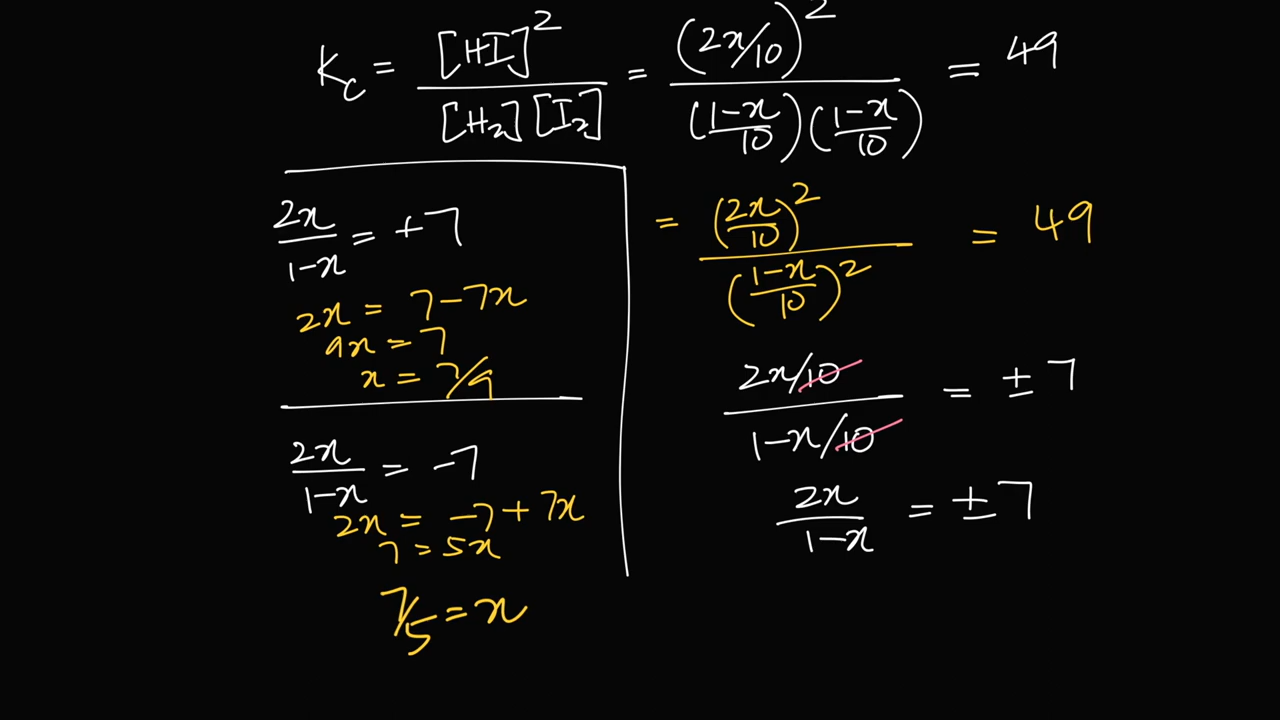 Kc = [HI]² / [H₂][I₂] = (2x/10)² / ((1-x)/10)((1-x)/10) = 49
2x/1-x = +7
2x = 7-7x
9x = 7
x = 7/9
2x/1-x = -7
2x = -7+7x
7 = 5x
7/5 = x
= (2x/10)² / ((1-x)/10)² = 49
2x/10 / 1-x/10 = ±7
2x/1-x = ±7